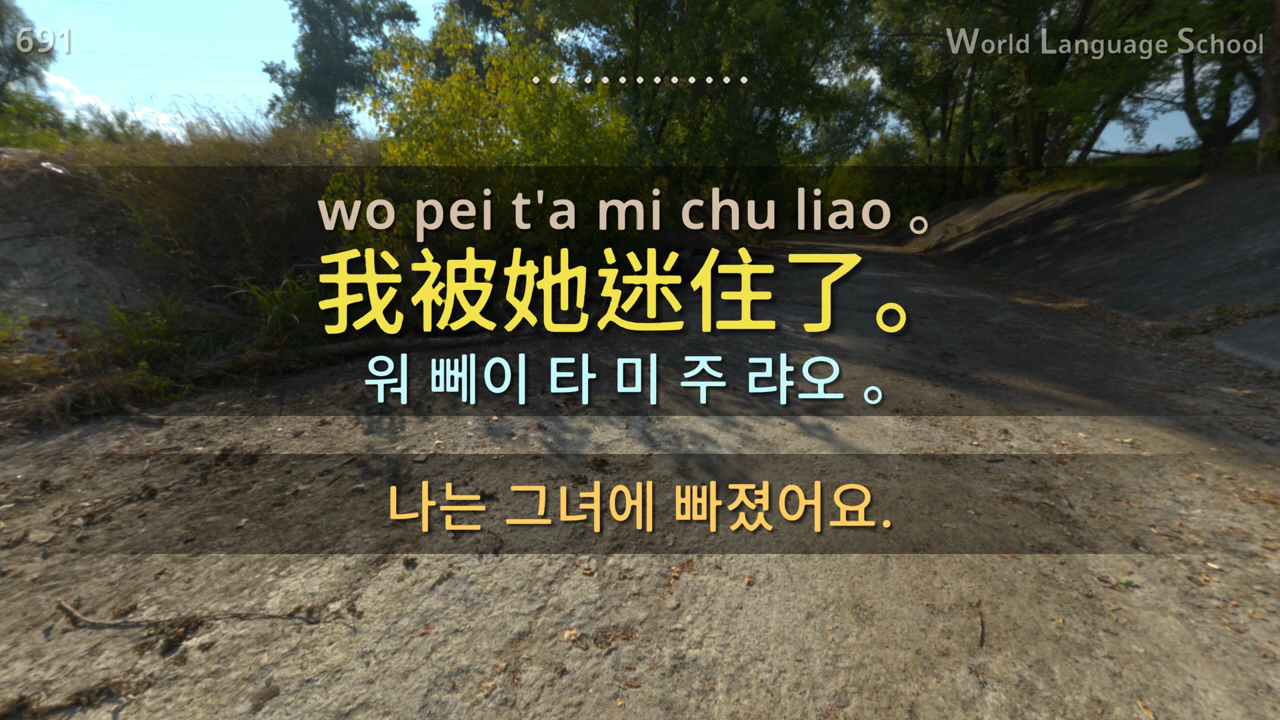 691
World Language School
.............
wo pei t'a mi chu liao 。
我被她迷住了。
워 뻬이 타 미 주 랴오 。
나는 그녀에 빠졌어요.